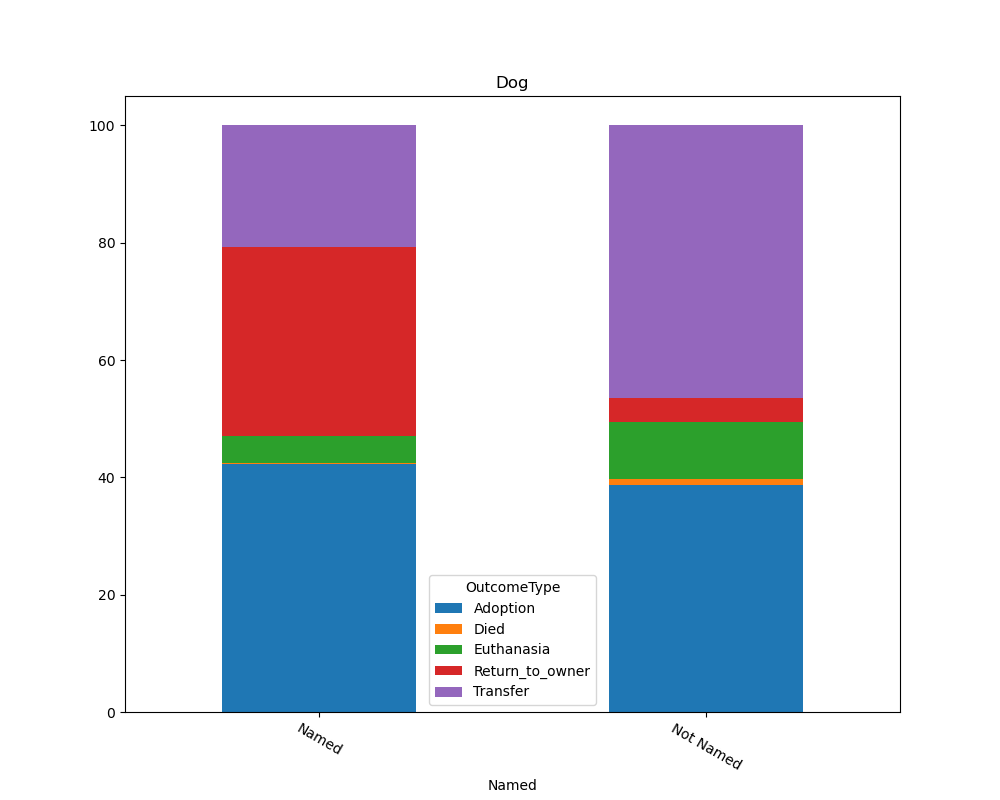 Dog
100
80
60
40
20
0
OutcomeType
Adoption
Died
Euthanasia
Return_to_owner
Transfer
Named
Not Named
Named